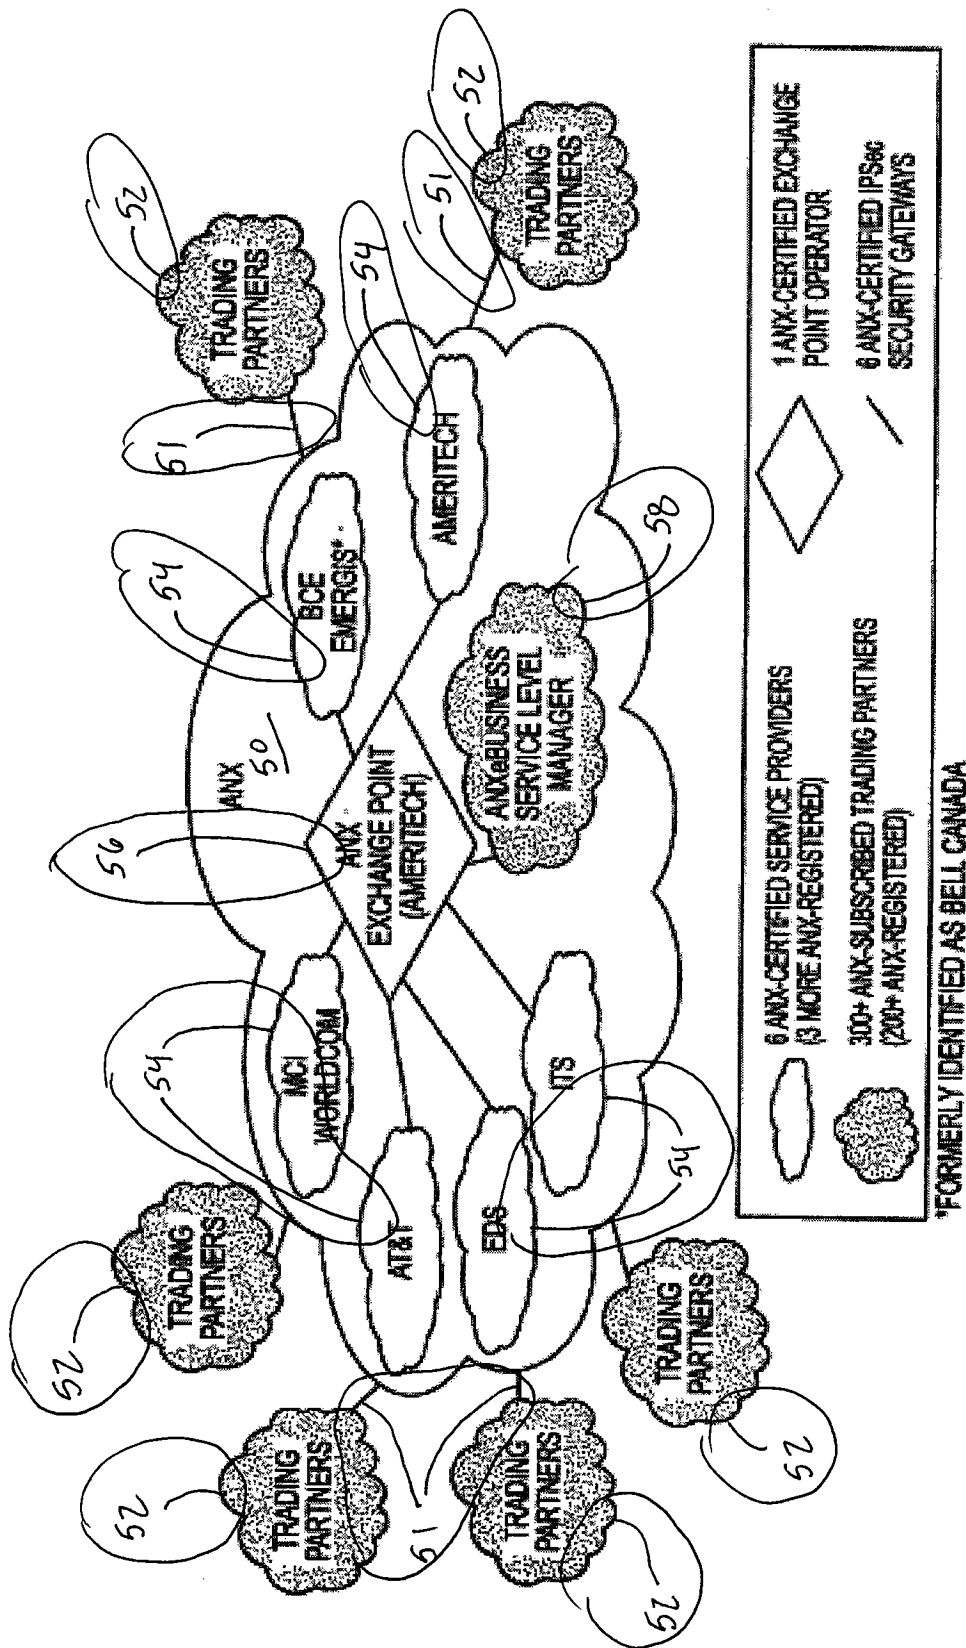 52
52
52
56
54
61
52
TRADING
PARTNERS
54
TRADING
PARTNERS
TRADING
PARTNERS
ANX
50
MCI
WORLDCOM
BCE
EMERGIS*
54
ANX
EXCHANGE POINT
(AMERITECH)
AT&T
61
51
52
AMERITECH
EDS
ANXeBUSINESS
SERVICE LEVEL
MANAGER
TRADING
PARTNERS
TRADING
PARTNERS
ITS
52
54
58
TRADING
PARTNERS
52
6 ANX-CERTIFIED SERVICE PROVIDERS
(3 MORE ANX-REGISTERED)
300+ ANX-SUBSCRIBED TRADING PARTNERS
(200+ ANX-REGISTERED)
1 ANX-CERTIFIED EXCHANGE
POINT OPERATOR
6 ANX-CERTIFIED IPSec
SECURITY GATEWAYS
*FORMERLY IDENTIFIED AS BELL CANADA